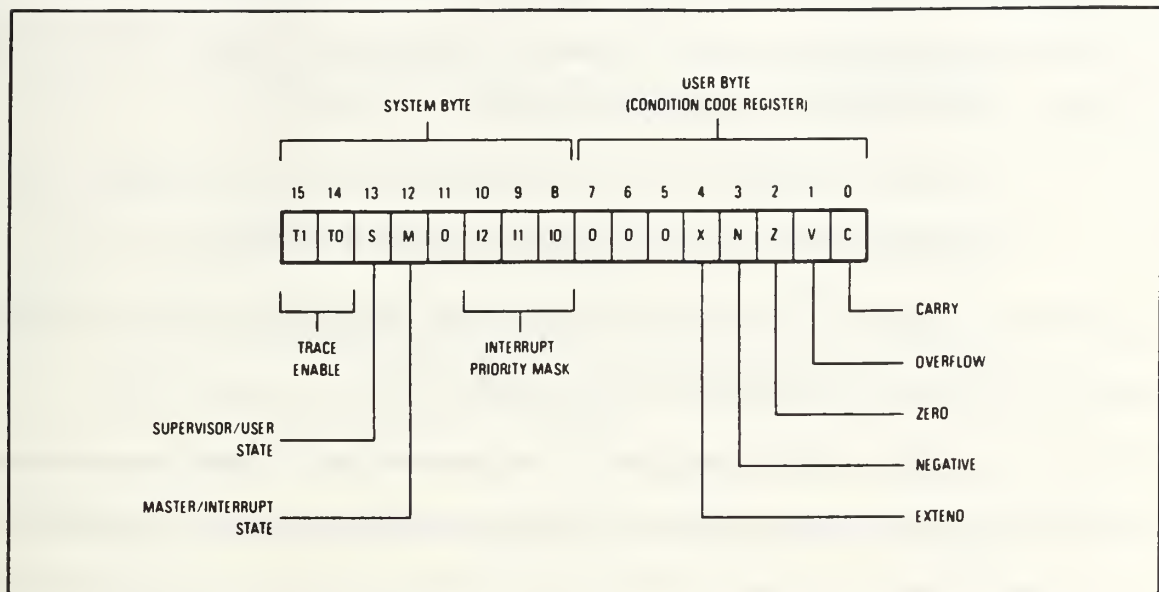 USER BYTE
SYSTEM BYTE (CONDITION CODE REGISTER)
15 14 13 12 11 10 9 8 7 6 5 4 3 2 1 0
T1 T0 S M 0 I2 I1 I0 0 0 0 X N Z V C
CARRY
TRACE ENABLE
INTERRUPT PRIORITY MASK
OVERFLOW
SUPERVISOR/USER STATE
ZERO
NEGATIVE
MASTER/INTERRUPT STATE
EXTEND